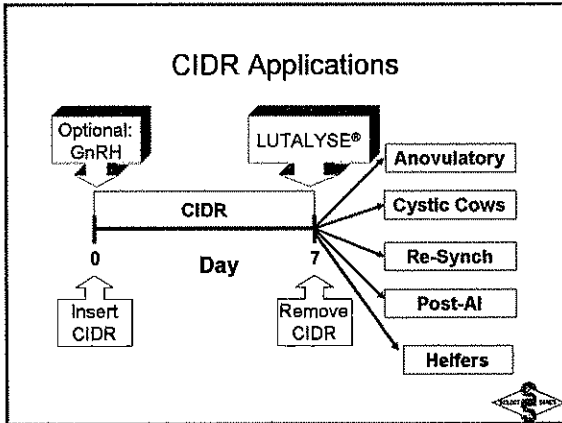 CIDR Applications
Optional:
GnRH
LUTALYSE®
CIDR
0
Day
7
Insert
CIDR
Remove
CIDR
Anovulatory
Cystic Cows
Re-Synch
Post-AI
Heifers